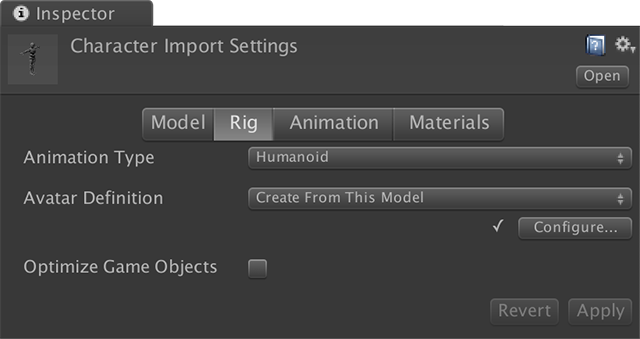 Inspector
Character Import Settings
Open
Model Rig Animation Materials
Animation Type Humanoid
Avatar Definition Create From This Model
✓ Configure...
Optimize Game Objects
Revert Apply